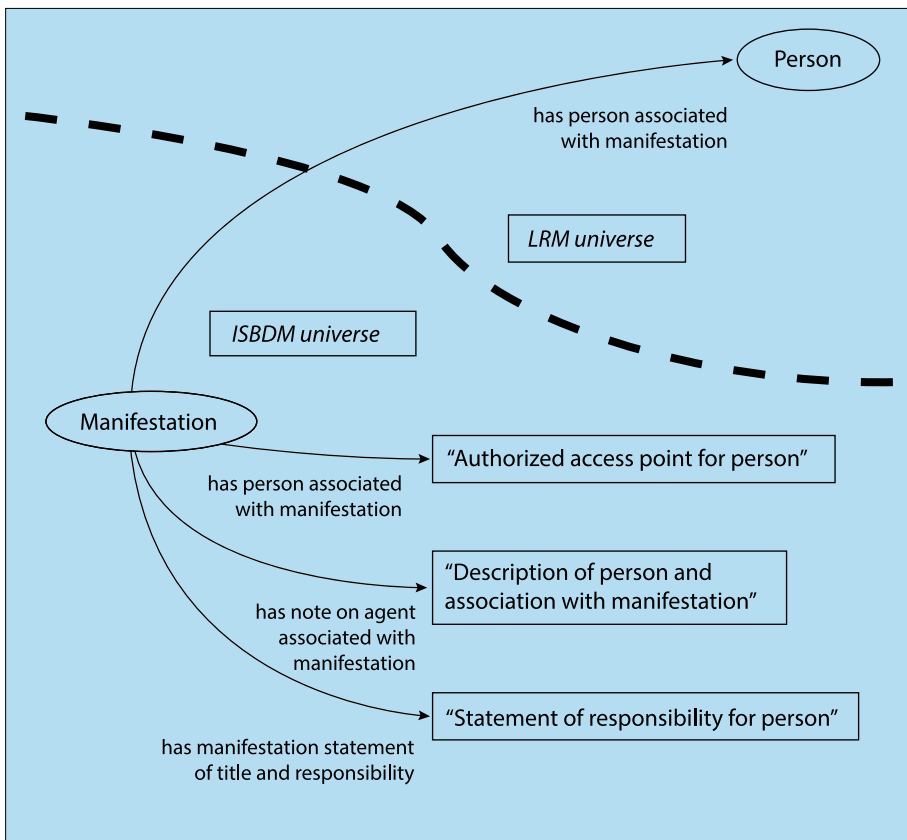 Person
has person associated
with manifestation
LRM universe
ISBDM universe
Manifestation
“Authorized access point for person”
has person associated
with manifestation
“Description of person and
association with manifestation”
has note on agent
associated with
manifestation
“Statement of responsibility for person”
has manifestation statement
of title and responsibility